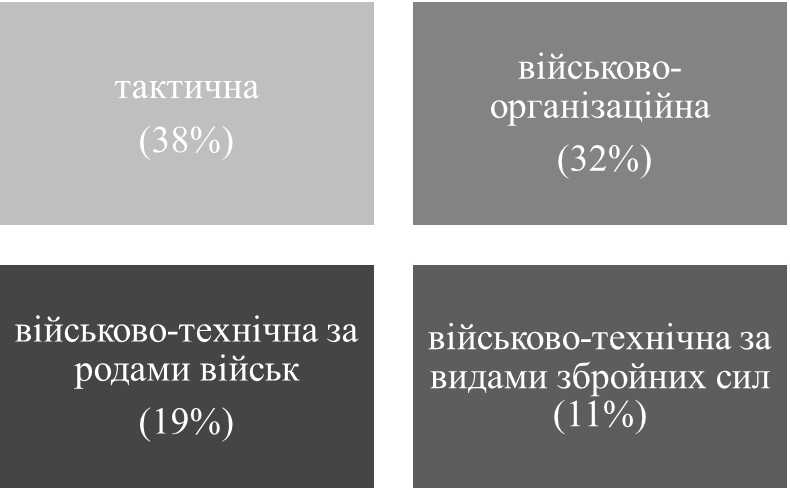 тактична
(38%)
військово-
організаційна
(32%)
військово-технічна за
родами військ
(19%)
військово-технічна за
видами збройних сил
(11%)